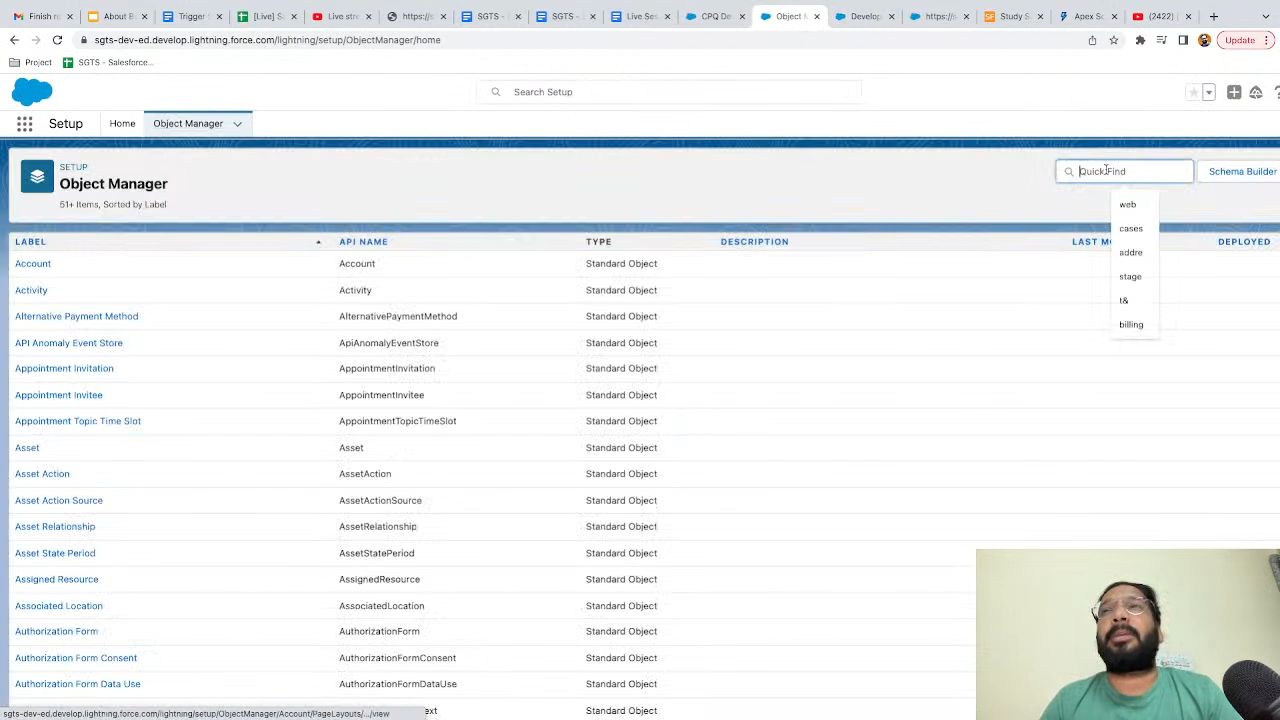 Finish m
About B
Trigger
[Live] S
Live stre
https://s
SGTS -
SGTS -
Live Ses
CPQ De
Object M
Develop
https://s
Study S
Apex Sc
(2422)
sgts-dev-ed.develop.lightning.force.com/lightning/setup/ObjectManager/home
Update
Project
SGTS - Salesforce...
Search Setup
Setup
Home
Object Manager
SETUP
Object Manager
51+ Items, Sorted by Label
Quick Find
Schema Builder
web
cases
addre
stage
t&
billing
LABEL API NAME TYPE DESCRIPTION LAST MO DEPLOYED
Account Account Standard Object
Activity Activity Standard Object
Alternative Payment Method AlternativePaymentMethod Standard Object
API Anomaly Event Store ApiAnomalyEventStore Standard Object
Appointment Invitation AppointmentInvitation Standard Object
Appointment Invitee AppointmentInvitee Standard Object
Appointment Topic Time Slot AppointmentTopicTimeSlot Standard Object
Asset Asset Standard Object
Asset Action AssetAction Standard Object
Asset Action Source AssetActionSource Standard Object
Asset Relationship AssetRelationship Standard Object
Asset State Period AssetStatePeriod Standard Object
Assigned Resource AssignedResource Standard Object
Associated Location AssociatedLocation Standard Object
Authorization Form AuthorizationForm Standard Object
Authorization Form Consent AuthorizationFormConsent Standard Object
Authorization Form Data Use AuthorizationFormDataUse Standard Object
sgts-dev-ed.develop.lightning.force.com/lightning/setup/ObjectManager/Account/PageLayouts/.../view
ext Standard Object